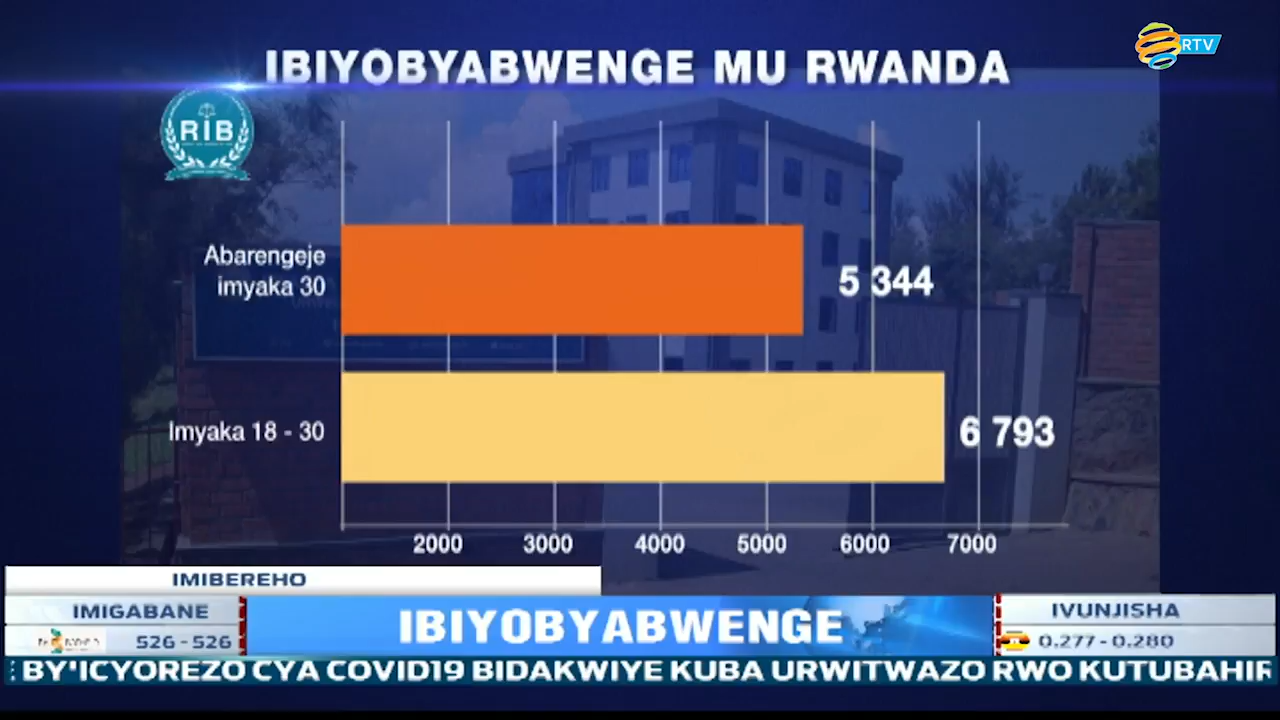 IBIYOBYABWENGE MU RWANDA
RTV
RIB
Abarengeje
imyaka 30
5 344
Imyaka 18 - 30
6 793
2000 3000 4000 5000 6000 7000
IMIBEREHO
IMIGABANE
526 - 526
IBIYOBYABWENGE
IVUNJISHA
0.277 - 0.280
BY'ICYOREZO CYA COVID19 BIDAKWIYE KUBA URWITWAZO RWO KUTUBAHIR